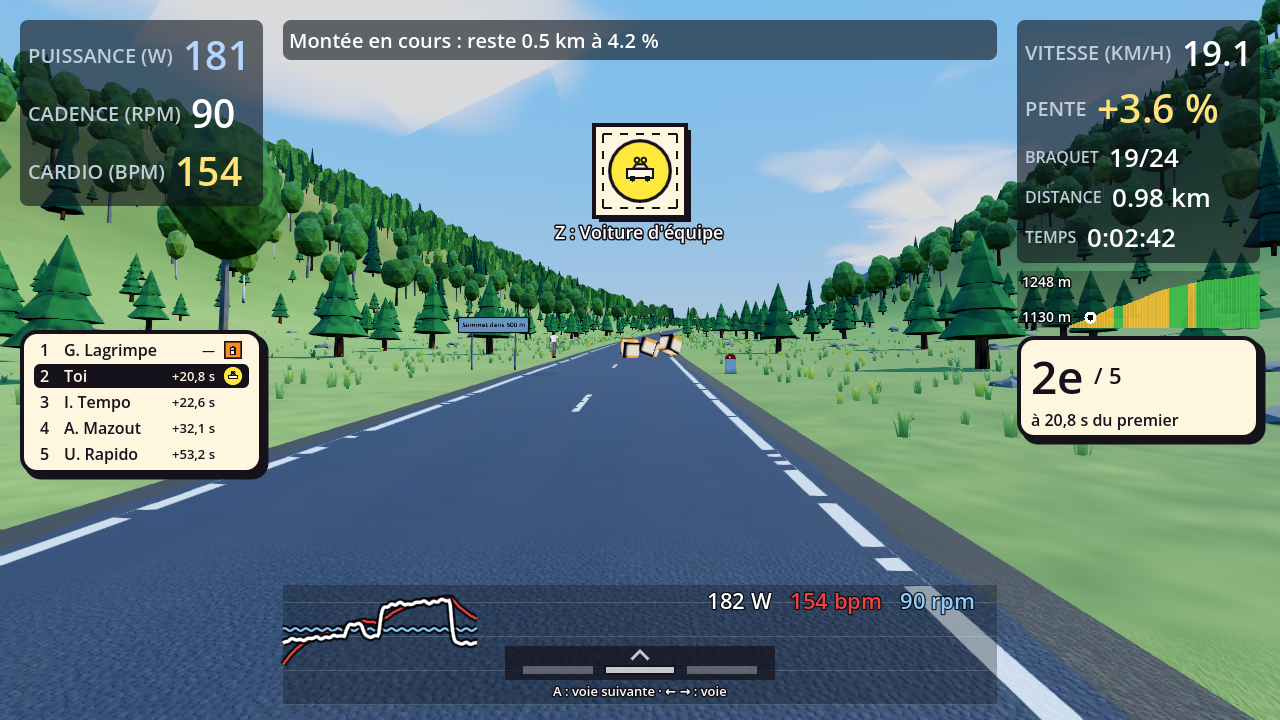 PUISSANCE (W) 181
CADENCE (RPM) 90
CARDIO (BPM) 154
Montée en cours : reste 0.5 km à 4.2 %
VITESSE (KM/H) 19.1
PENTE +3.6 %
BRAQUET 19/24
DISTANCE 0.98 km
TEMPS 0:02:42
1248 m
1130 m
Z : Voiture d'équipe
Sommet dans 500 m
1 G. Lagrimpe —
2 Toi +20,8 s
3 I. Tempo +22,6 s
4 A. Mazout +32,1 s
5 U. Rapido +53,2 s
2e / 5
à 20,8 s du premier
182 W 154 bpm 90 rpm
A : voie suivante · ← → : voie